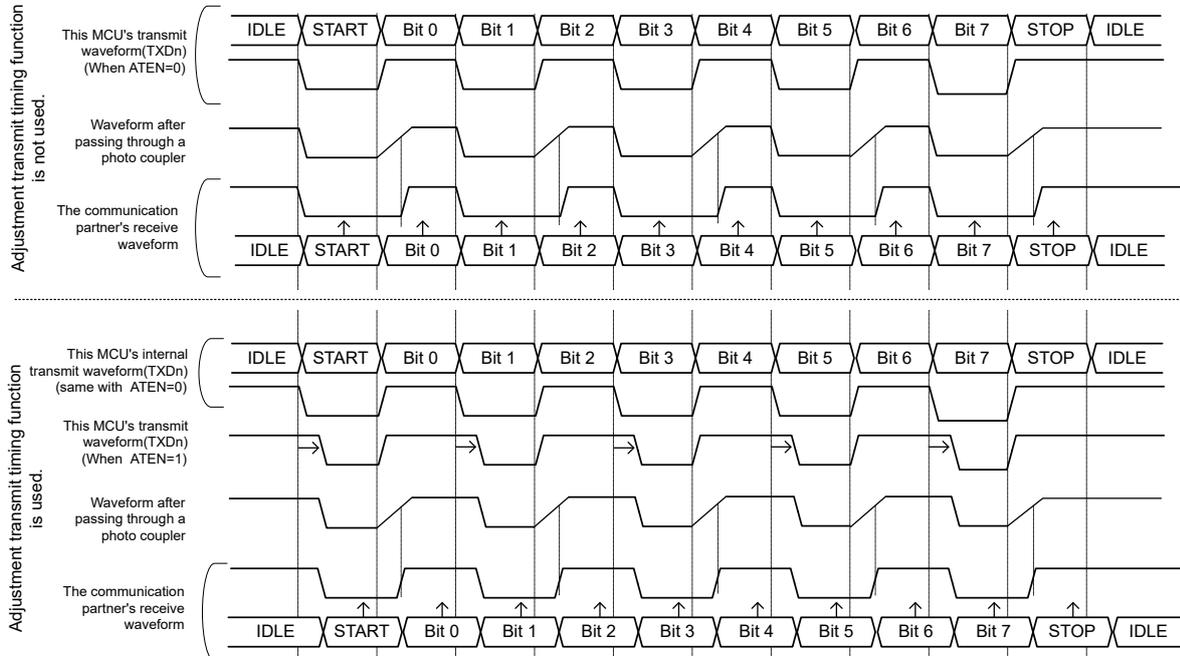 Adjustment transmit timing function
is not used.
This MCU's transmit
waveform(TXDn)
(When ATEN=0)
IDLE START Bit 0 Bit 1 Bit 2 Bit 3 Bit 4 Bit 5 Bit 6 Bit 7 STOP IDLE
Waveform after
passing through a
photo coupler
The communication
partner's receive
waveform
IDLE START Bit 0 Bit 1 Bit 2 Bit 3 Bit 4 Bit 5 Bit 6 Bit 7 STOP IDLE
Adjustment transmit timing function
is used.
This MCU's internal
transmit waveform(TXDn)
(same with ATEN=0)
IDLE START Bit 0 Bit 1 Bit 2 Bit 3 Bit 4 Bit 5 Bit 6 Bit 7 STOP IDLE
This MCU's transmit
waveform(TXDn)
(When ATEN=1)
Waveform after
passing through a
photo coupler
The communication
partner's receive
waveform
IDLE START Bit 0 Bit 1 Bit 2 Bit 3 Bit 4 Bit 5 Bit 6 Bit 7 STOP IDLE